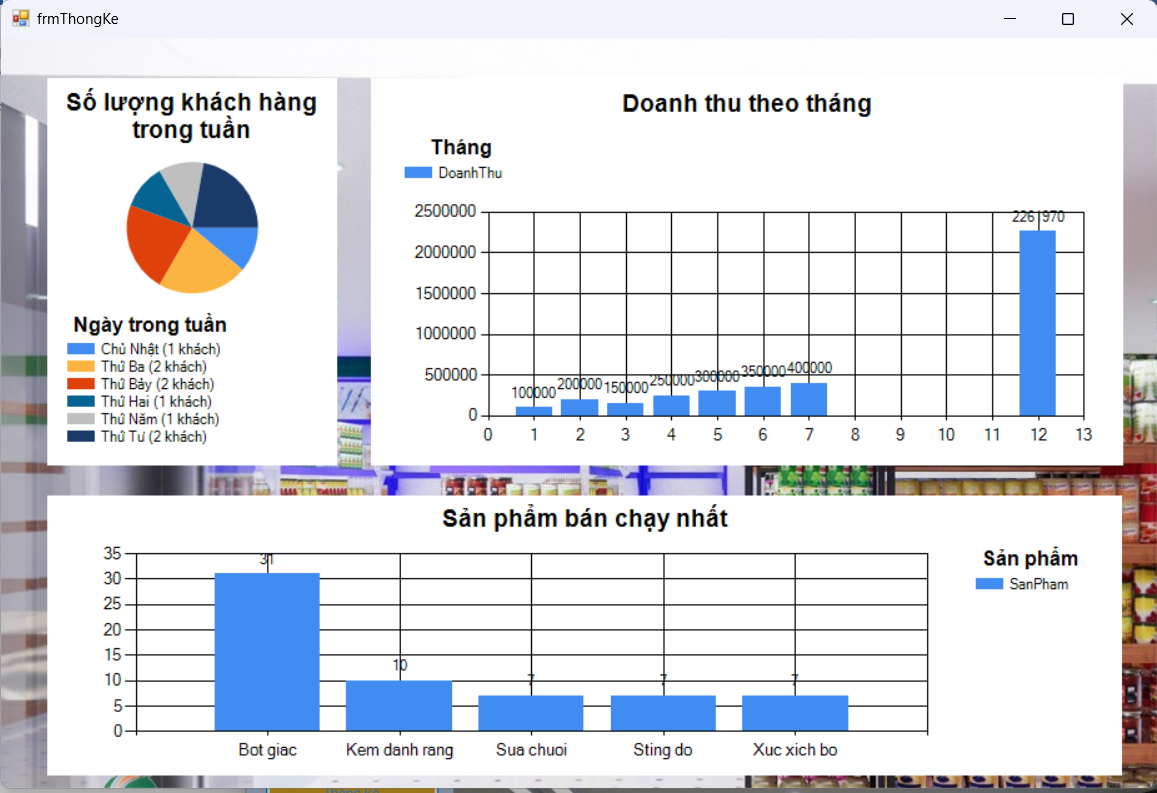 frmThongKe
Số lượng khách hàng
trong tuần
Ngày trong tuần
Chủ Nhật (1 khách)
Thứ Ba (2 khách)
Thứ Bảy (2 khách)
Thứ Hai (1 khách)
Thứ Năm (1 khách)
Thứ Tư (2 khách)
Doanh thu theo tháng
Tháng
DoanhThu
2500000
2000000
1500000
1000000
500000
0
100000 200000 150000 250000 300000 350000 400000 2261970
0 1 2 3 4 5 6 7 8 9 10 11 12 13
Sản phẩm bán chạy nhất
Sản phẩm
SanPham
35
30
25
20
15
10
5
0
31 10 7 7 7
Bot giac Kem danh rang Sua chuoi Sting do Xuc xich bo